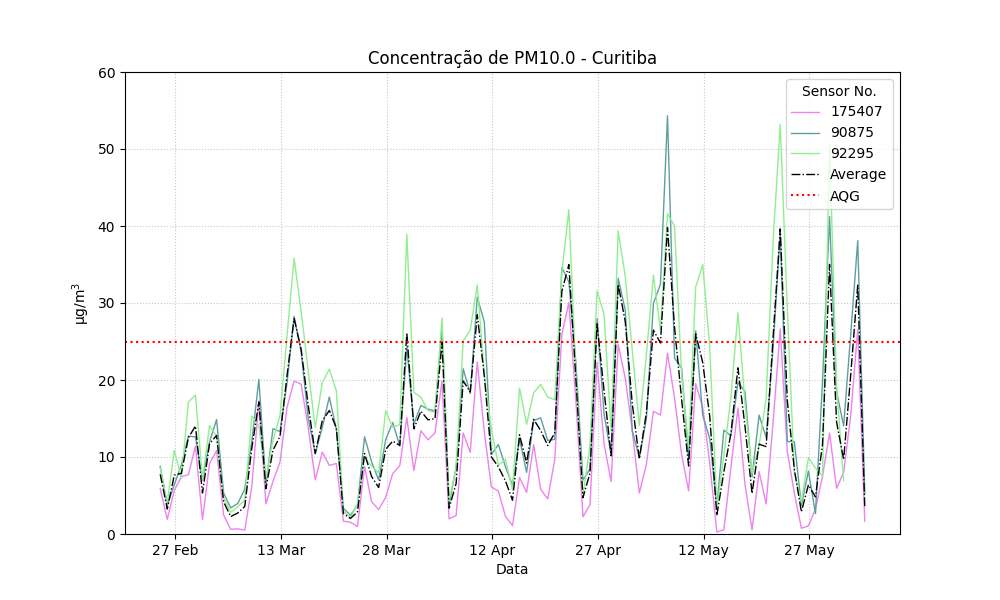 Concentração de PM10.0 - Curitiba
60
50
40
30
20
10
0
µg/m³
27 Feb
13 Mar
28 Mar
12 Apr
27 Apr
12 May
27 May
Data
Sensor No.
175407
90875
92295
Average
AQG